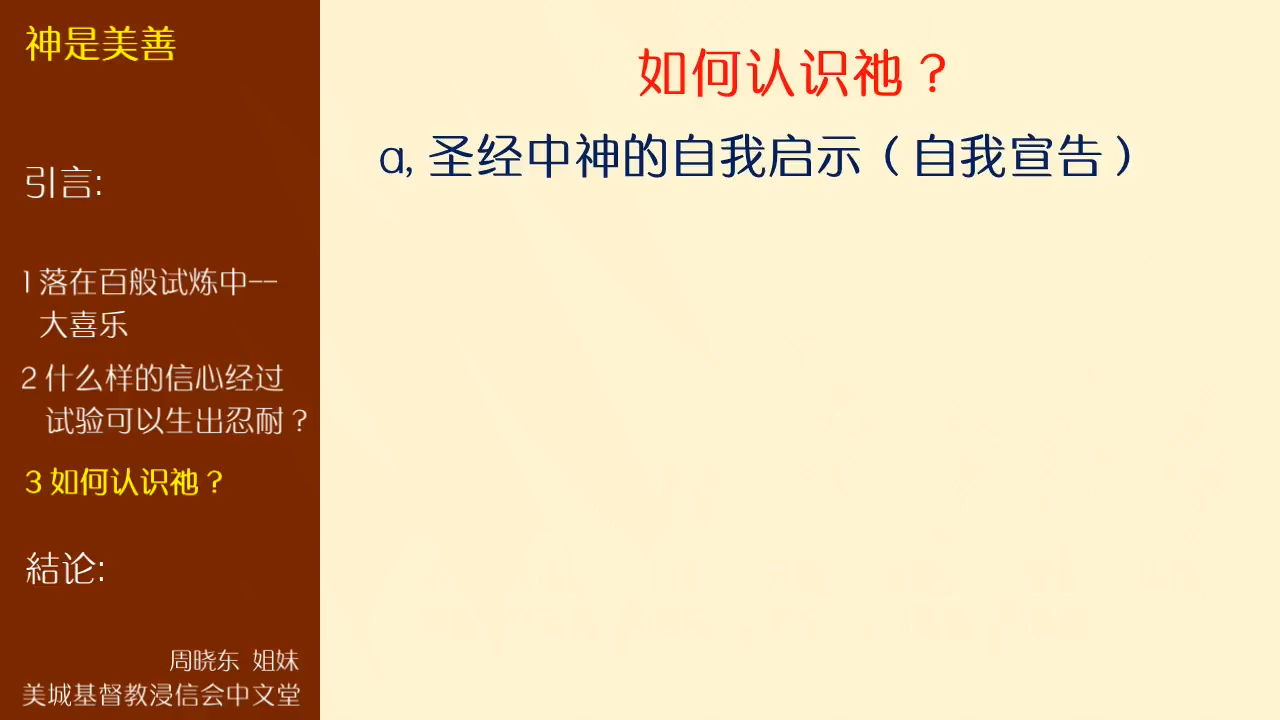 神是美善
引言:
1 落在百般试炼中--
大喜乐
2 什么样的信心经过
试验可以生出忍耐？
3 如何认识祂？
結论:
周晓东 姐妹
美城基督教浸信会中文堂
如何认识祂？
a, 圣经中神的自我启示（自我宣告）